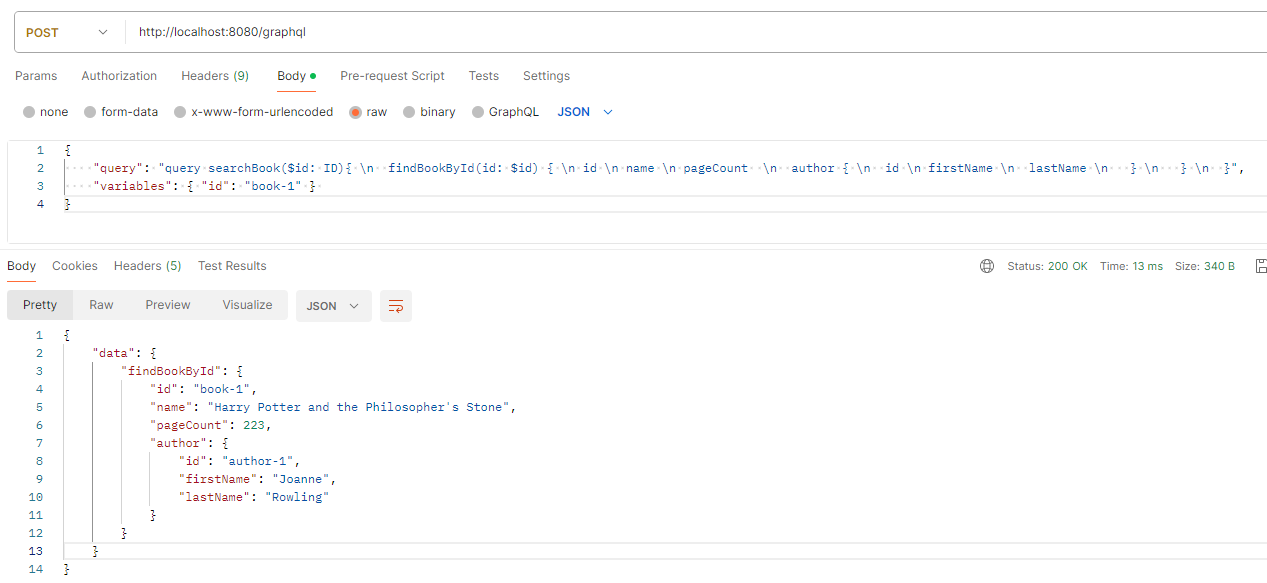 POST http://localhost:8080/graphql
Params Authorization Headers (9) Body Pre-request Script Tests Settings
none form-data x-www-form-urlencoded raw binary GraphQL JSON
1 {
2 "query": "query searchBook($id: ID){ \n findBookById(id: $id) { \n id \n name \n pageCount \n author { \n id \n firstName \n lastName \n } \n } \n }",
3 "variables": { "id": "book-1" }
4 }
Body Cookies Headers (5) Test Results Status: 200 OK Time: 13 ms Size: 340 B
Pretty Raw Preview Visualize JSON
1 {
2 "data": {
3 "findBookById": {
4 "id": "book-1",
5 "name": "Harry Potter and the Philosopher's Stone",
6 "pageCount": 223,
7 "author": {
8 "id": "author-1",
9 "firstName": "Joanne",
10 "lastName": "Rowling"
11 }
12 }
13 }
14 }